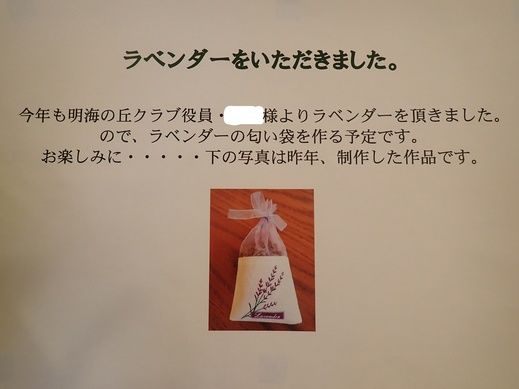 ラベンダーをいただきました。
今年も明海の丘クラブ役員・様よりラベンダーを頂きました。
ので、ラベンダーの匂い袋を作る予定です。
お楽しみに・・・・・下の写真は昨年、制作した作品です。
Lavender